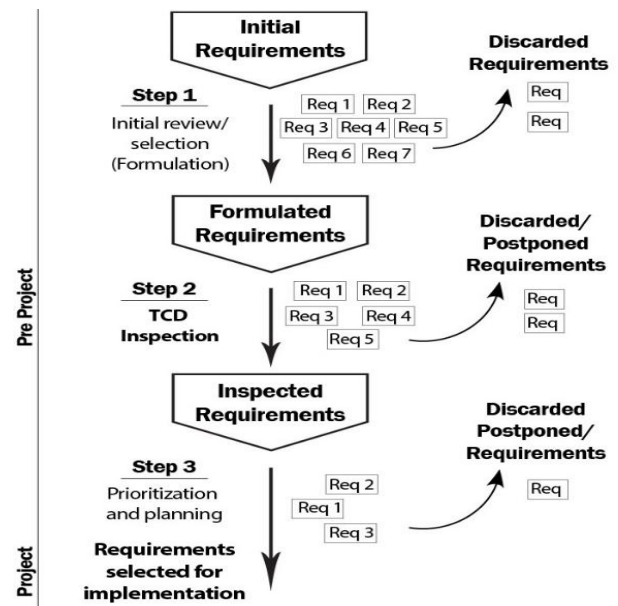 Initial
Requirements
Discarded
Requirements
Req
Req
Step 1
Initial review/
selection
(Formulation)
Req 1 Req 2
Req 3 Req 4 Req 5
Req 6 Req 7
Formulated
Requirements
Discarded/
Postponed
Requirements
Req
Req
Step 2
TCD
Inspection
Req 1 Req 2
Req 3 Req 4
Req 5
Inspected
Requirements
Discarded
Postponed/
Requirements
Req
Step 3
Prioritization
and planning
Req 2
Req 1
Req 3
Requirements
selected for
implementation
Pre Project
Project